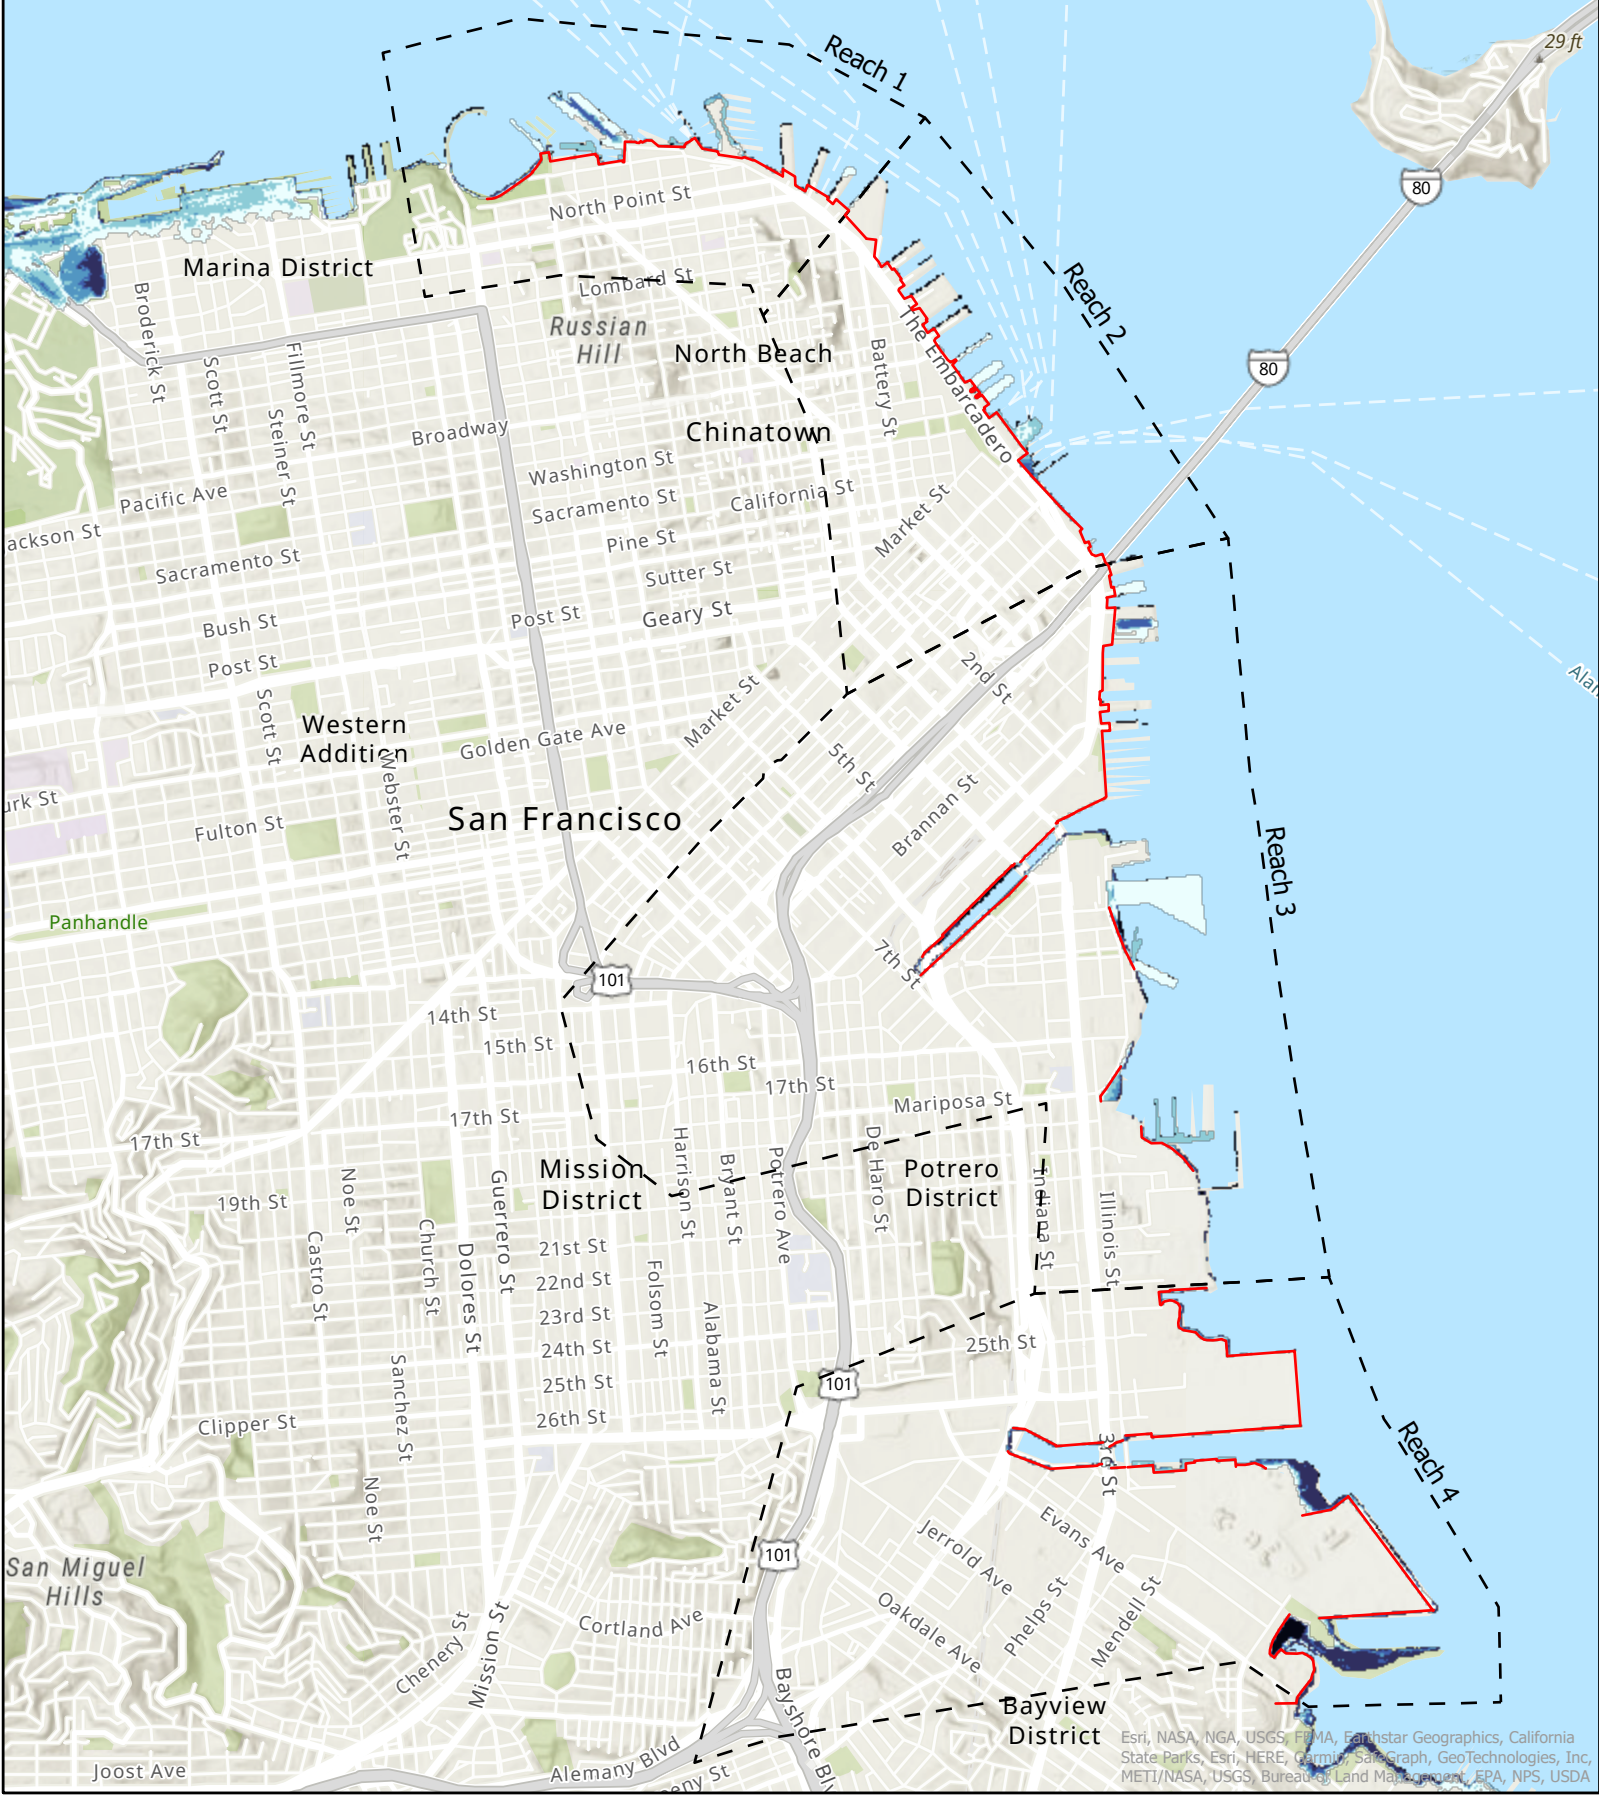 29 ft
Reach 1
80
North Point St
Marina District
Lombard St
Reach 2
Broderick St
Russian
Hill
North Beach
The Embarcadero
Battery St
80
Scott St
Fillmore St
Steiner St
Broadway
Chinatown
Washington St
Pacific Ave
Sacramento St
California St
Market St
ackson St
Pine St
Sacramento St
Sutter St
Geary St
Bush St
Post St
Post St
2nd St
Alan
Scott St
Western
Addition
Market St
Golden Gate Ave
5th St
Webster St
urk St
Fulton St
San Francisco
Brannan St
Reach 3
Panhandle
7th St
101
14th St
15th St
16th St
17th St
Mariposa St
17th St
17th St
Mission
District
Potrero
District
Harrison St
Bryant St
Potrero Ave
De Haro St
Indiana St
Illinois St
19th St
Noe St
Guerrero St
Church St
Castro St
Dolores St
21st St
22nd St
23rd St
24th St
25th St
26th St
Folsom St
Alabama St
25th St
101
Sanchez St
Clipper St
3rd St
Reach 4
Noe St
Evans Ave
Jerrold Ave
101
San Miguel
Hills
Phelps St
Mendell St
Oakdale Ave
Cortland Ave
Chenery St
Mission St
Bayshore Blv
Bayview
District
Alemany Blvd
Joost Ave
eny St
Esri, NASA, NGA, USGS, FEMA, Earthstar Geographics, California
State Parks, Esri, HERE, Garmin, SafeGraph, GeoTechnologies, Inc,
METI/NASA, USGS, Bureau of Land Management, EPA, NPS, USDA